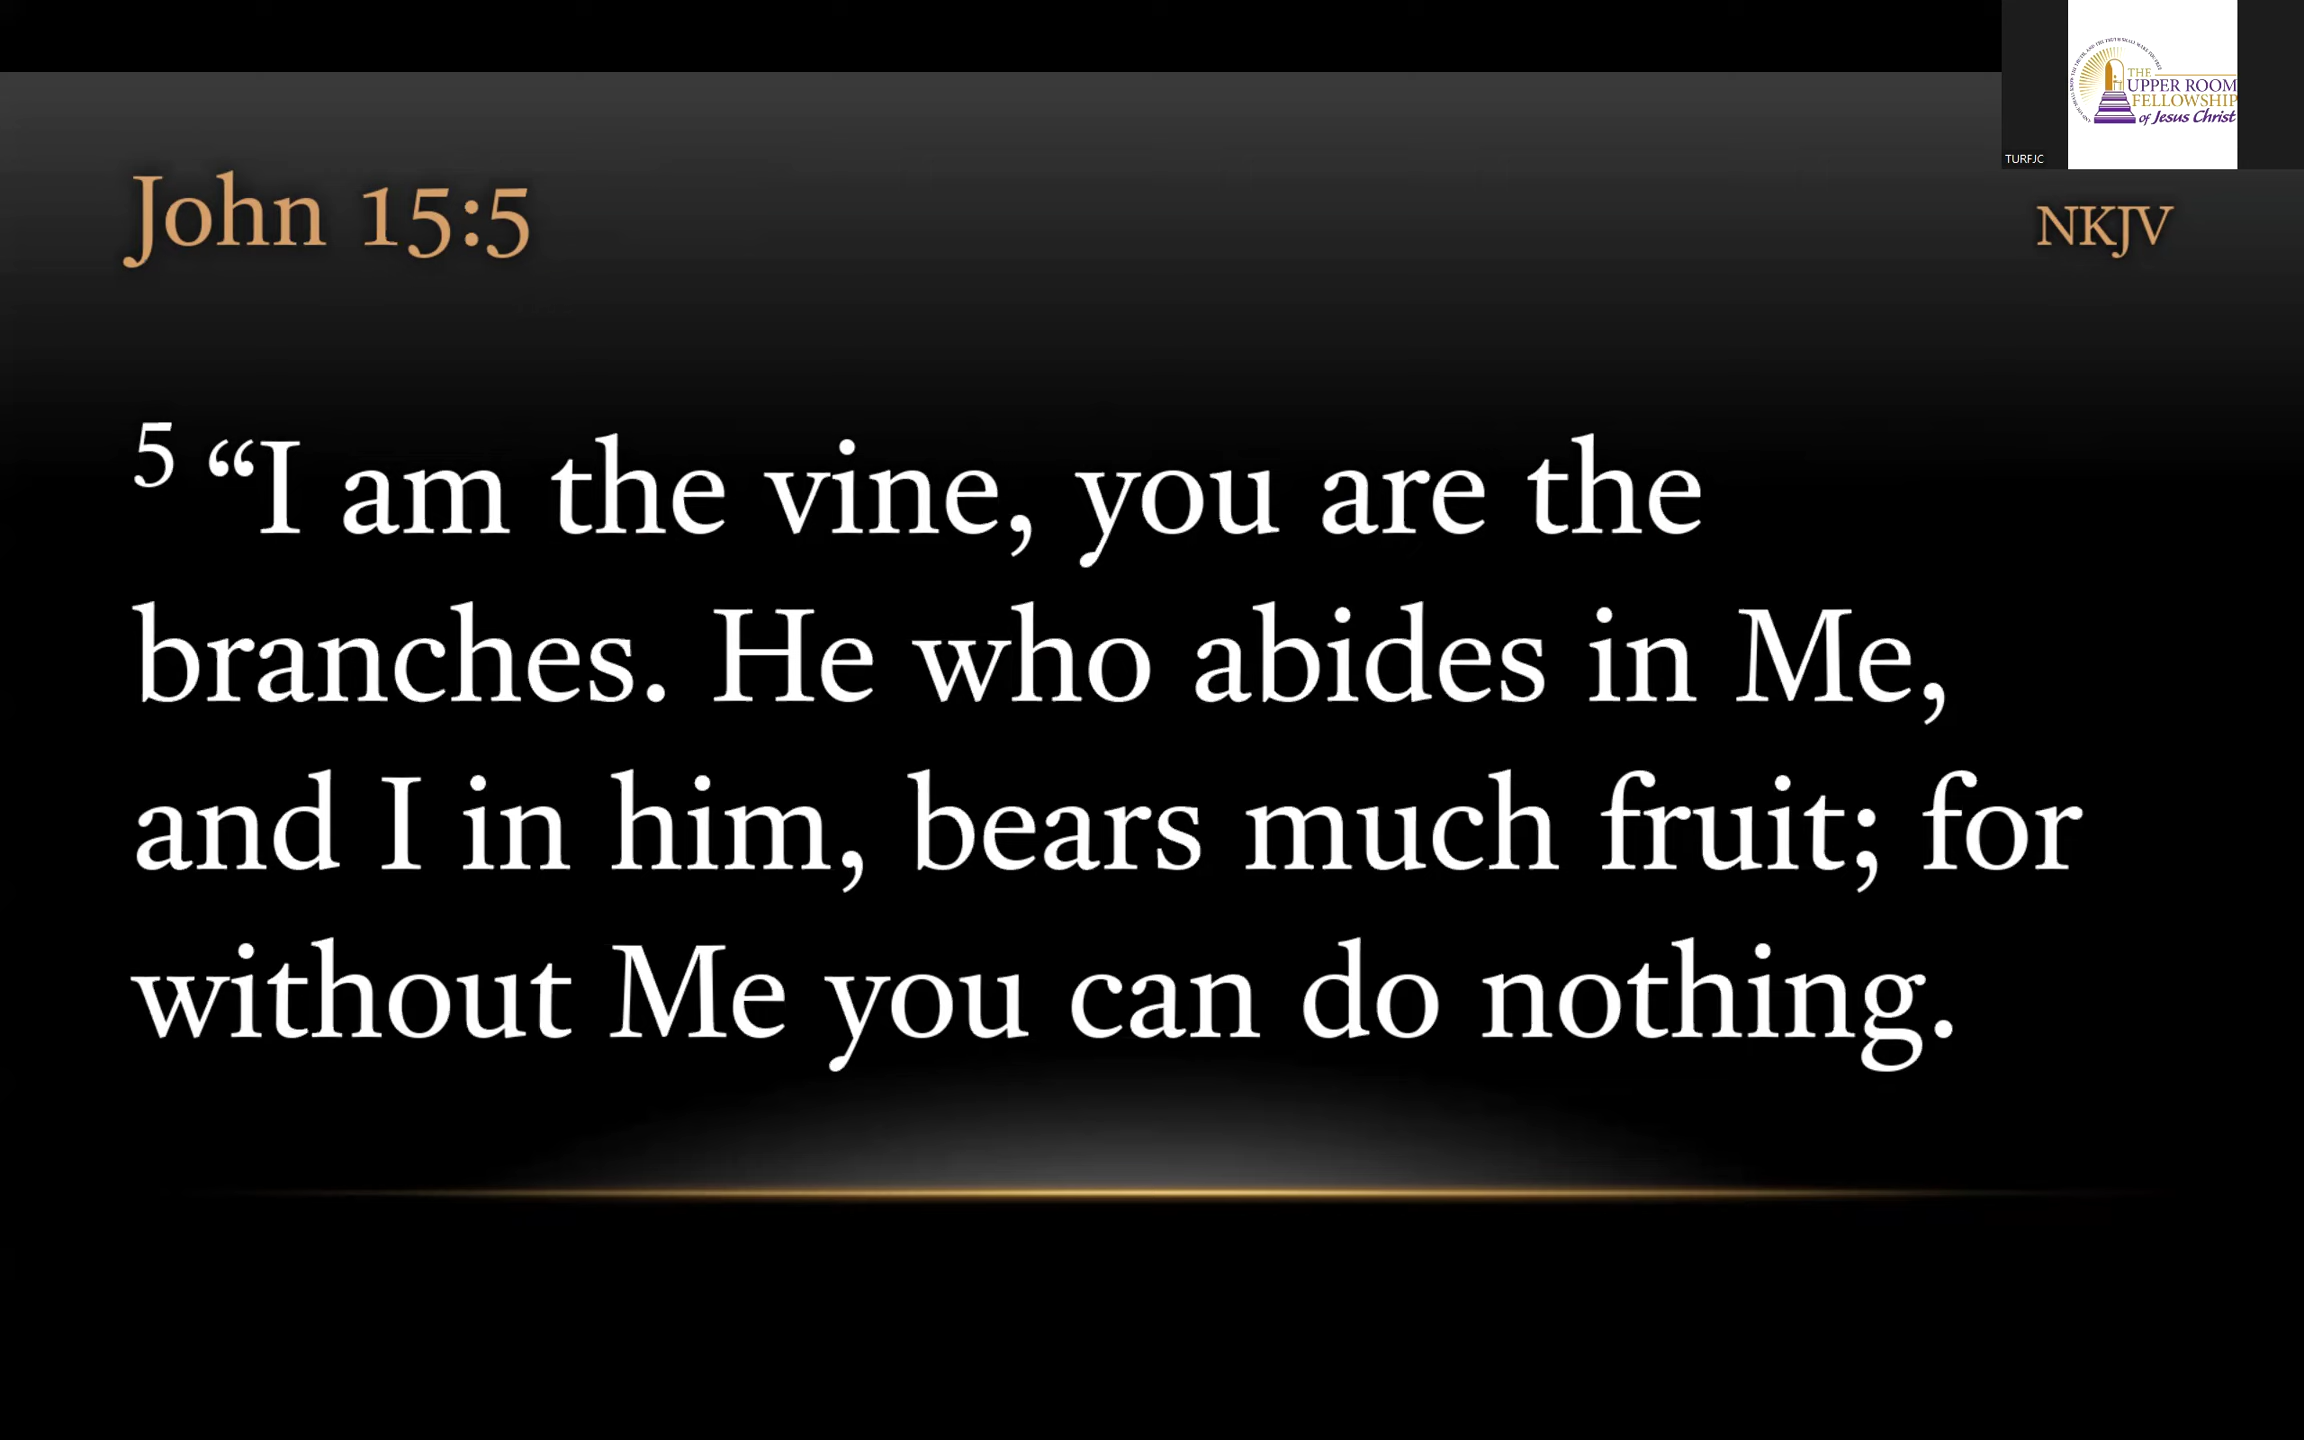 THE
UPPER ROOM
FELLOWSHIP
of Jesus Christ
TURFJC
John 15:5
NKJV
5 “I am the vine, you are the
branches. He who abides in Me,
and I in him, bears much fruit; for
without Me you can do nothing.